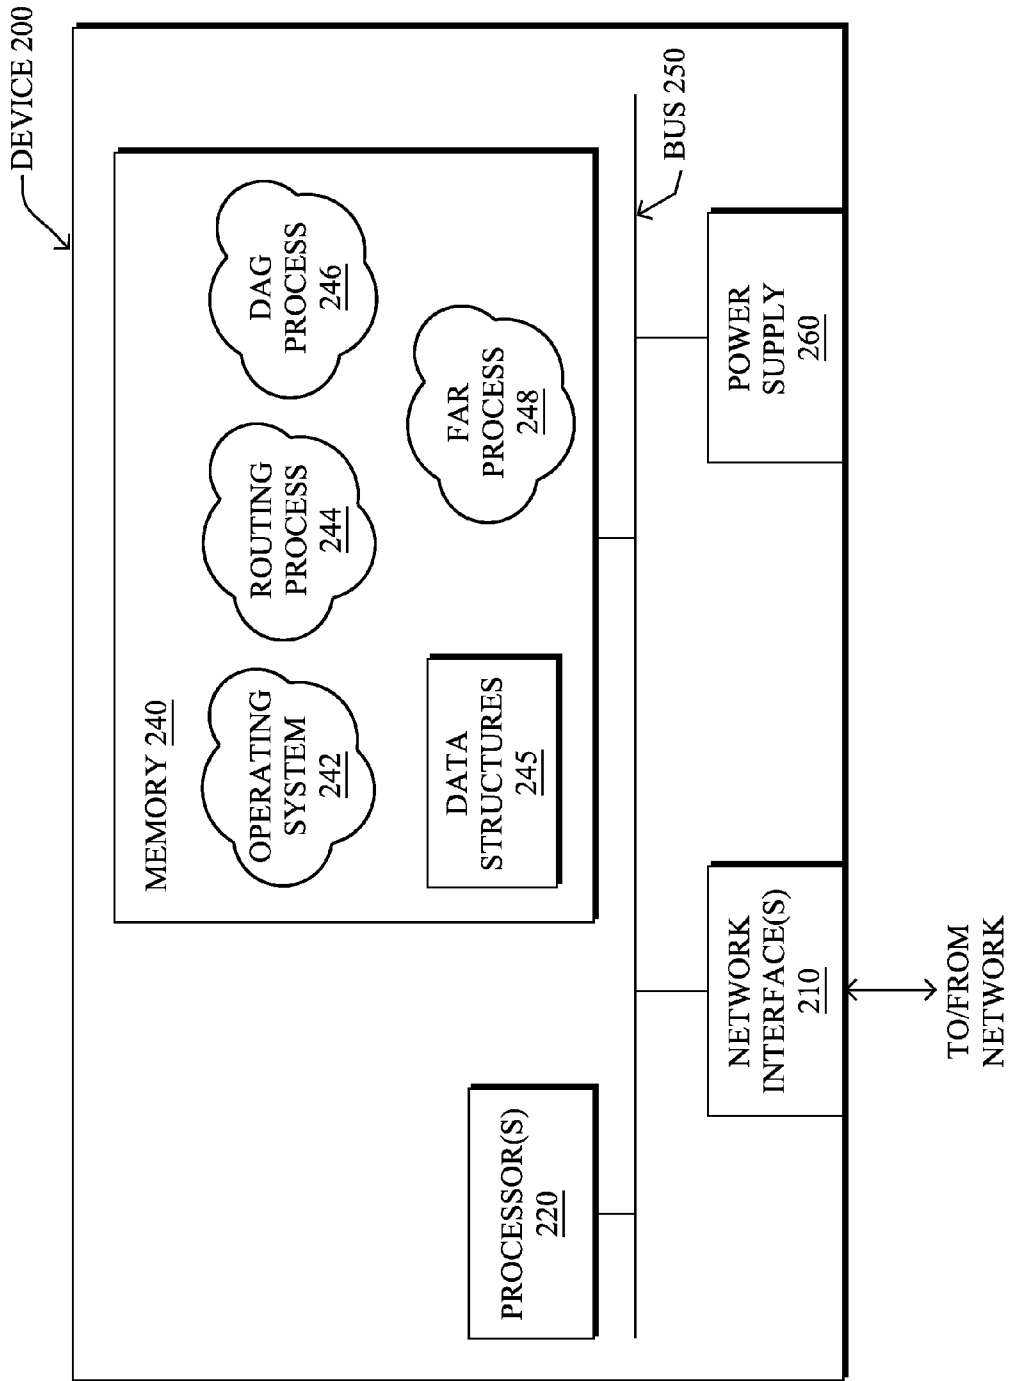 DEVICE 200
MEMORY 240
OPERATING
SYSTEM
242
ROUTING
PROCESS
244
DAG
PROCESS
246
DATA
STRUCTURES
245
FAR
PROCESS
248
PROCESSOR(S)
220
BUS 250
NETWORK
INTERFACE(S)
210
POWER
SUPPLY
260
TO/FROM
NETWORK